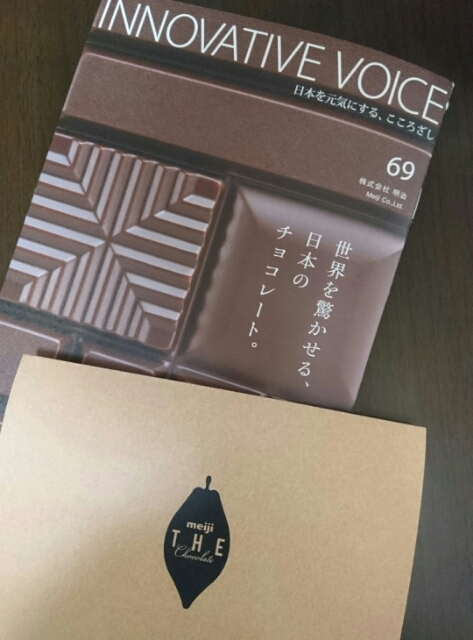 INNOVATIVE VOICE
日本を元気にする、こころざし
69
株式会社 明治
Meiji Co.,Ltd.
世界を驚かせる、
日本の
チョコレート。
meiji
THE
Chocolate